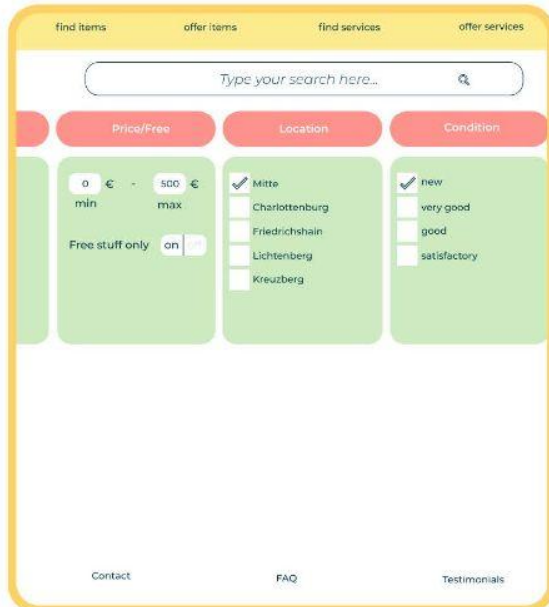 find items offer items find services offer services
Type your search here...
Price/Free Location Condition
0 € - 500 €
min max
Free stuff only on off
Mitte
Charlottenburg
Friedrichshain
Lichtenberg
Kreuzberg
new
very good
good
satisfactory
Contact FAQ Testimonials